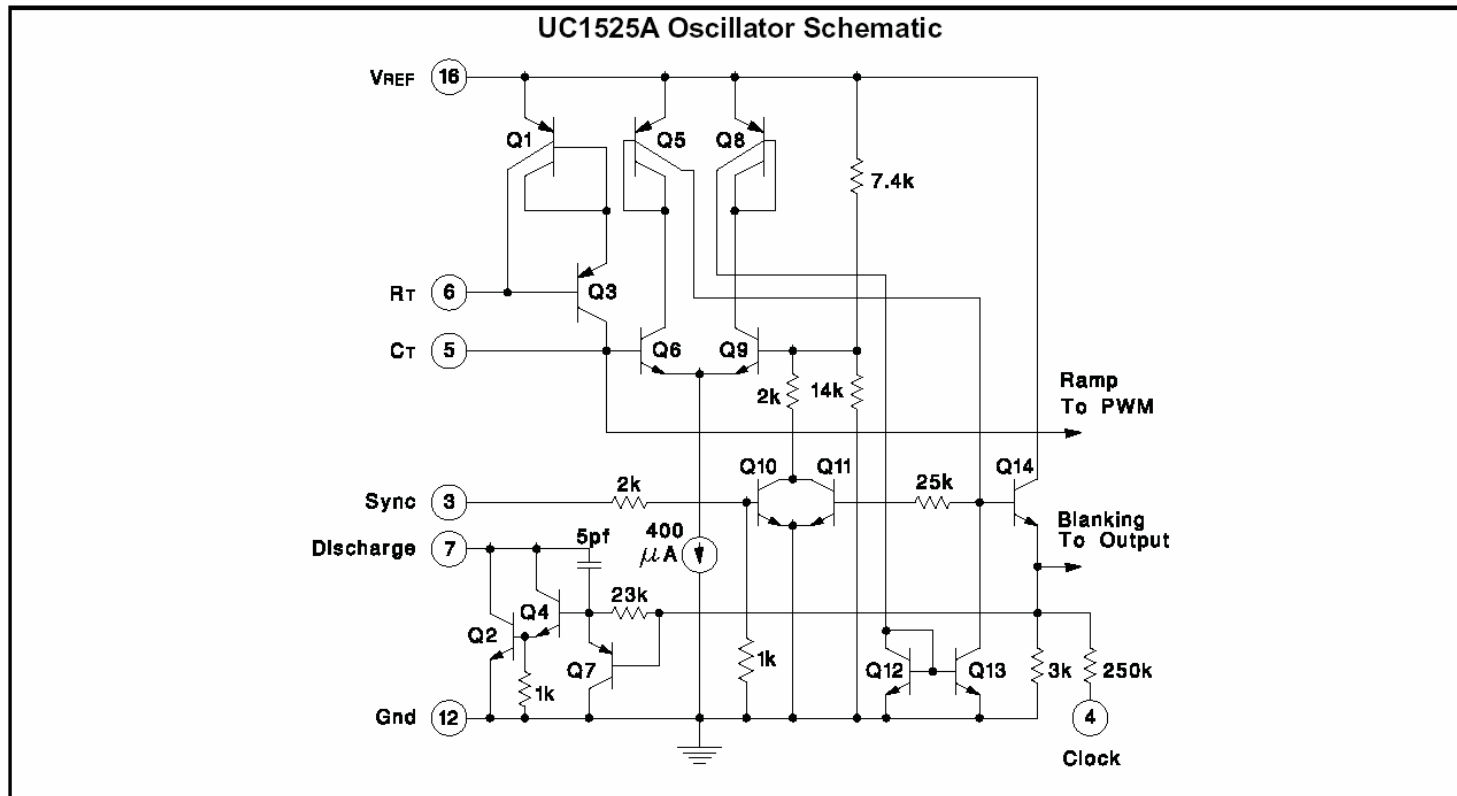 UC1525A Oscillator Schematic
VREF 16
Q1 Q5 Q8
7.4k
RT 6
Q3
CT 5
Q6 Q9
2k 14k
Ramp
To PWM
Q10 Q11 Q14
2k 25k
Sync 3
Blanking
To Output
Discharge 7
5pf
400
μA
23k
Q4
Q2
Q7
1k
1k
Q12 Q13
3k 250k
Gnd 12
4
Clock